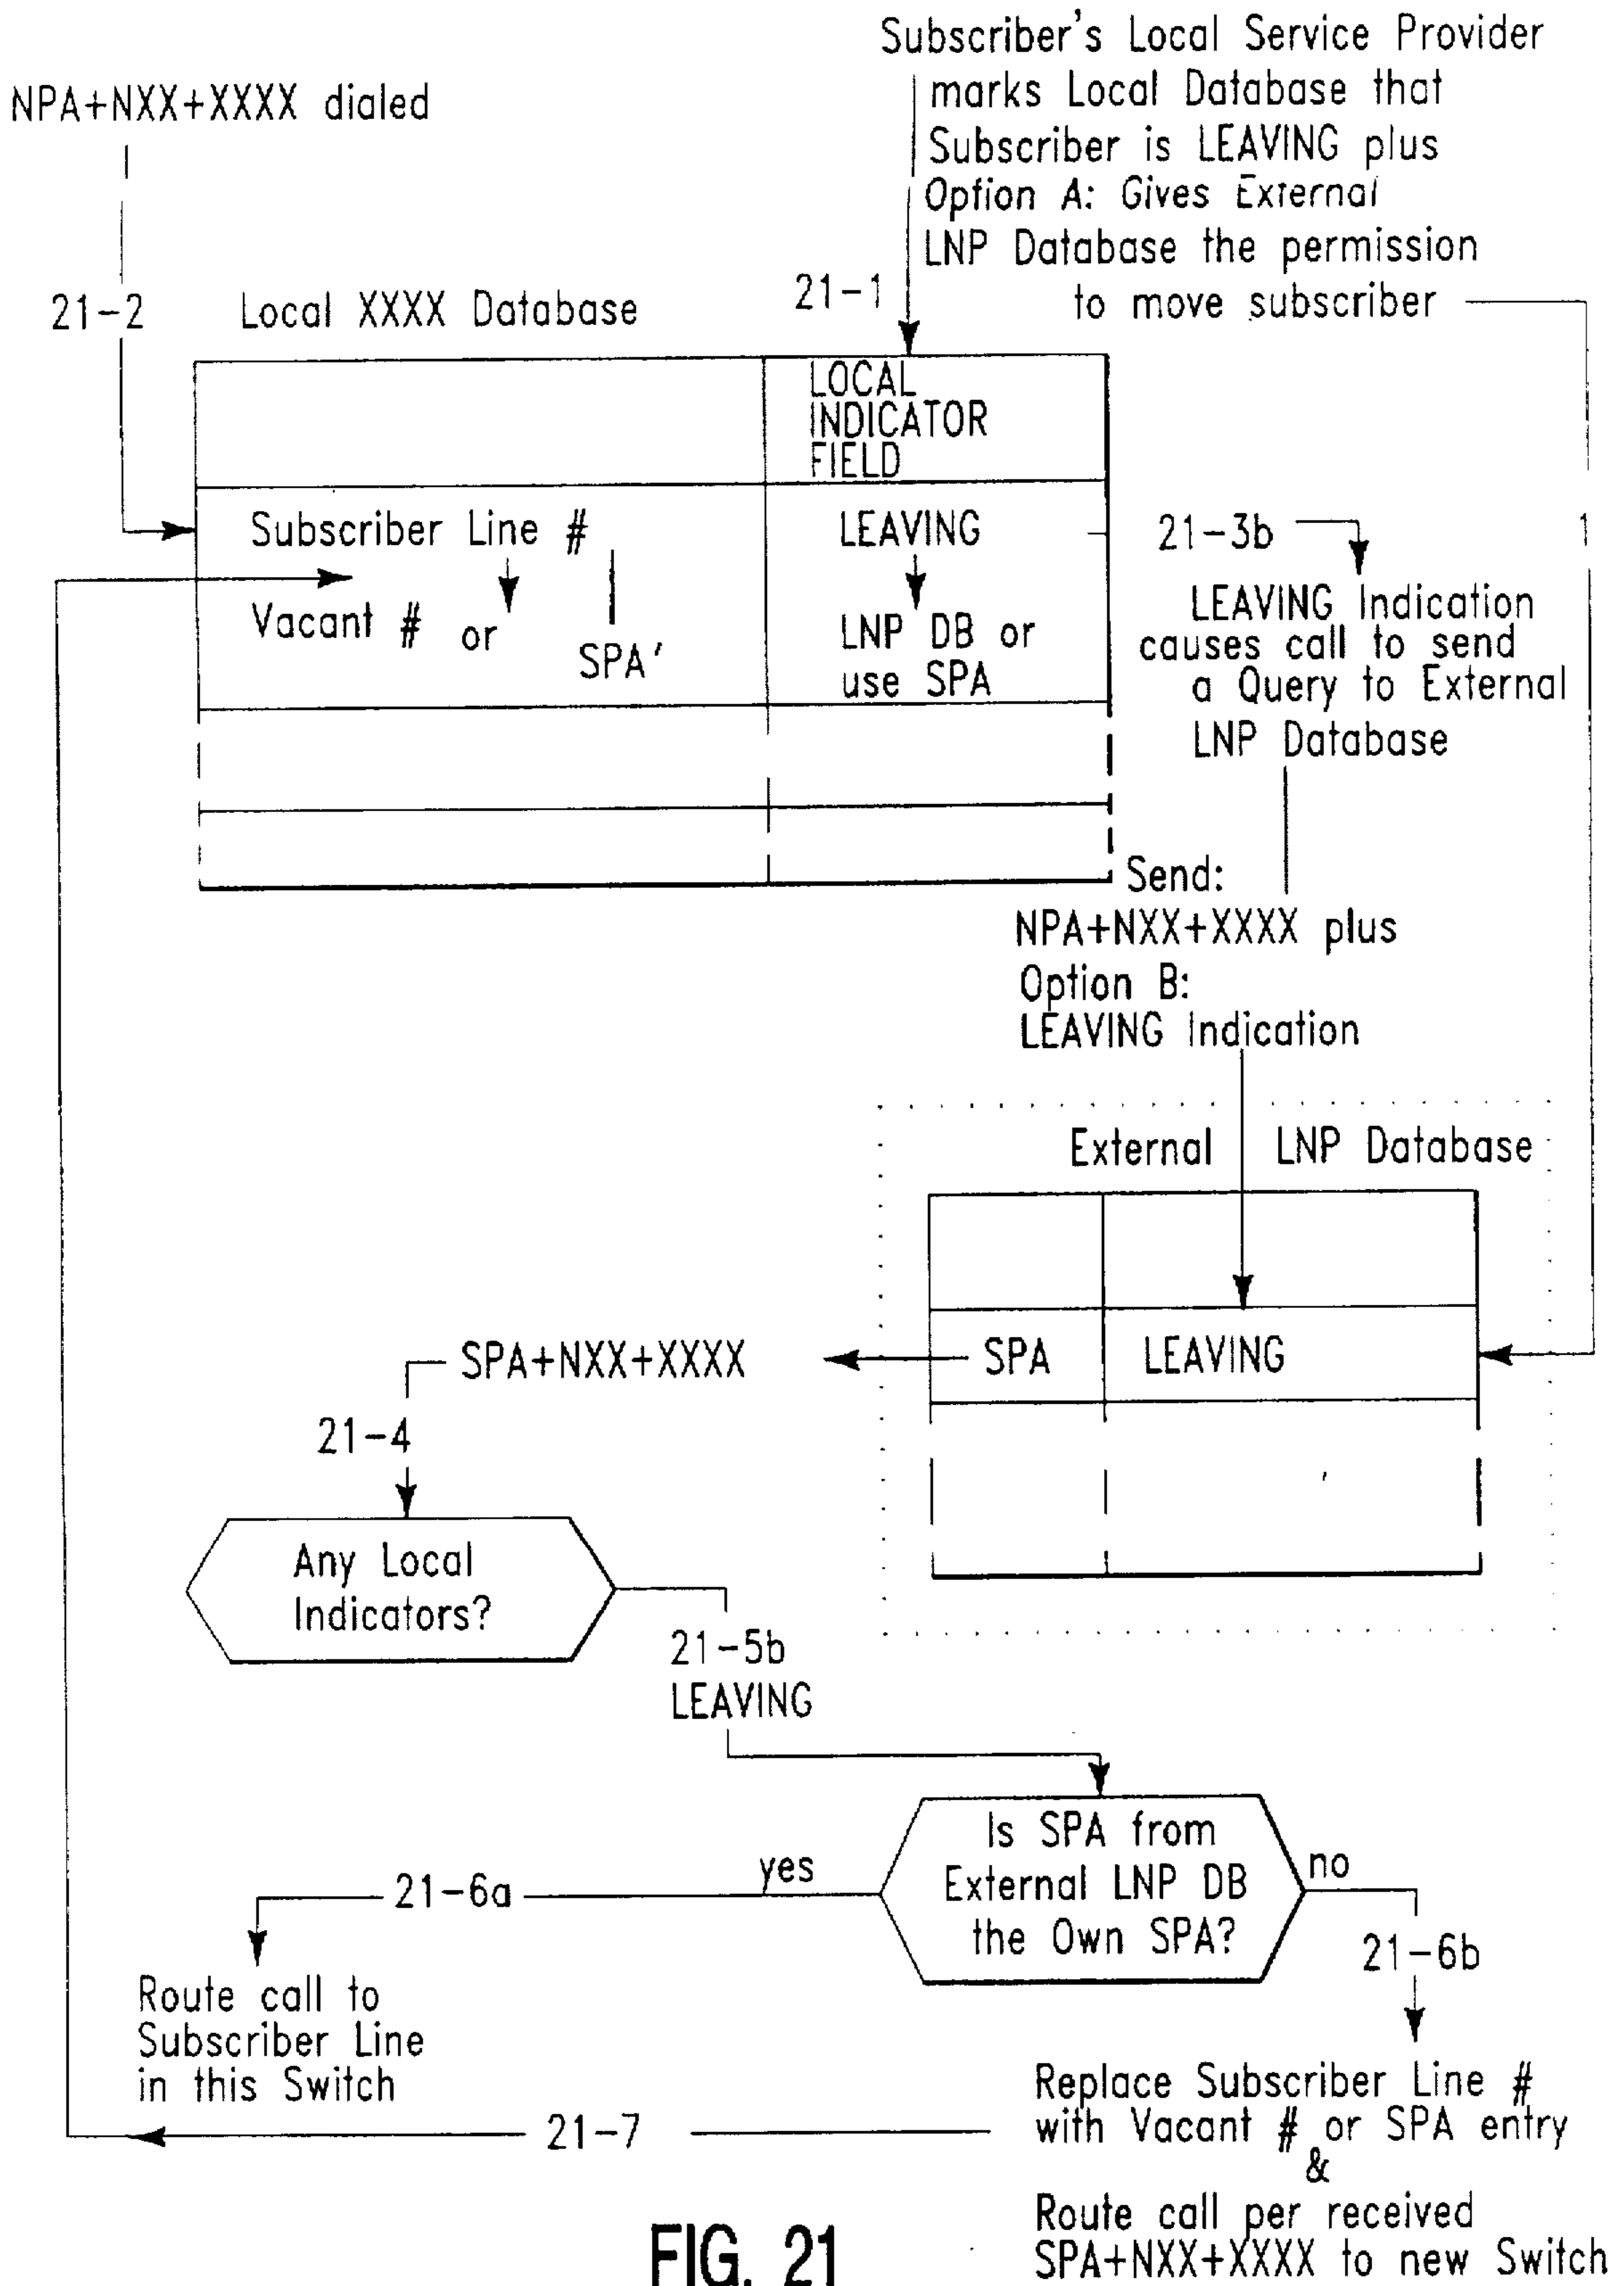 Subscriber's Local Service Provider
marks Local Database that
Subscriber is LEAVING plus
Option A: Gives External
LNP Database the permission
to move subscriber
NPA+NXX+XXXX dialed
21-2
Local XXXX Database
21-1
LOCAL
INDICATOR
FIELD
Subscriber Line #
LEAVING
Vacant # or
SPA'
LNP DB or
use SPA
21-3b
1
LEAVING Indication
causes call to send
a Query to External
LNP Database
Send:
NPA+NXX+XXXX plus
Option B:
LEAVING Indication
External LNP Database
SPA
LEAVING
SPA+NXX+XXXX
21-4
Any Local
Indicators?
21-5b
LEAVING
Is SPA from
External LNP DB
the Own SPA?
yes
no
21-6a
21-6b
Route call to
Subscriber Line
in this Switch
Replace Subscriber Line #
with Vacant # or SPA entry
&
Route call per received
SPA+NXX+XXXX to new Switch
21-7
FIG. 21